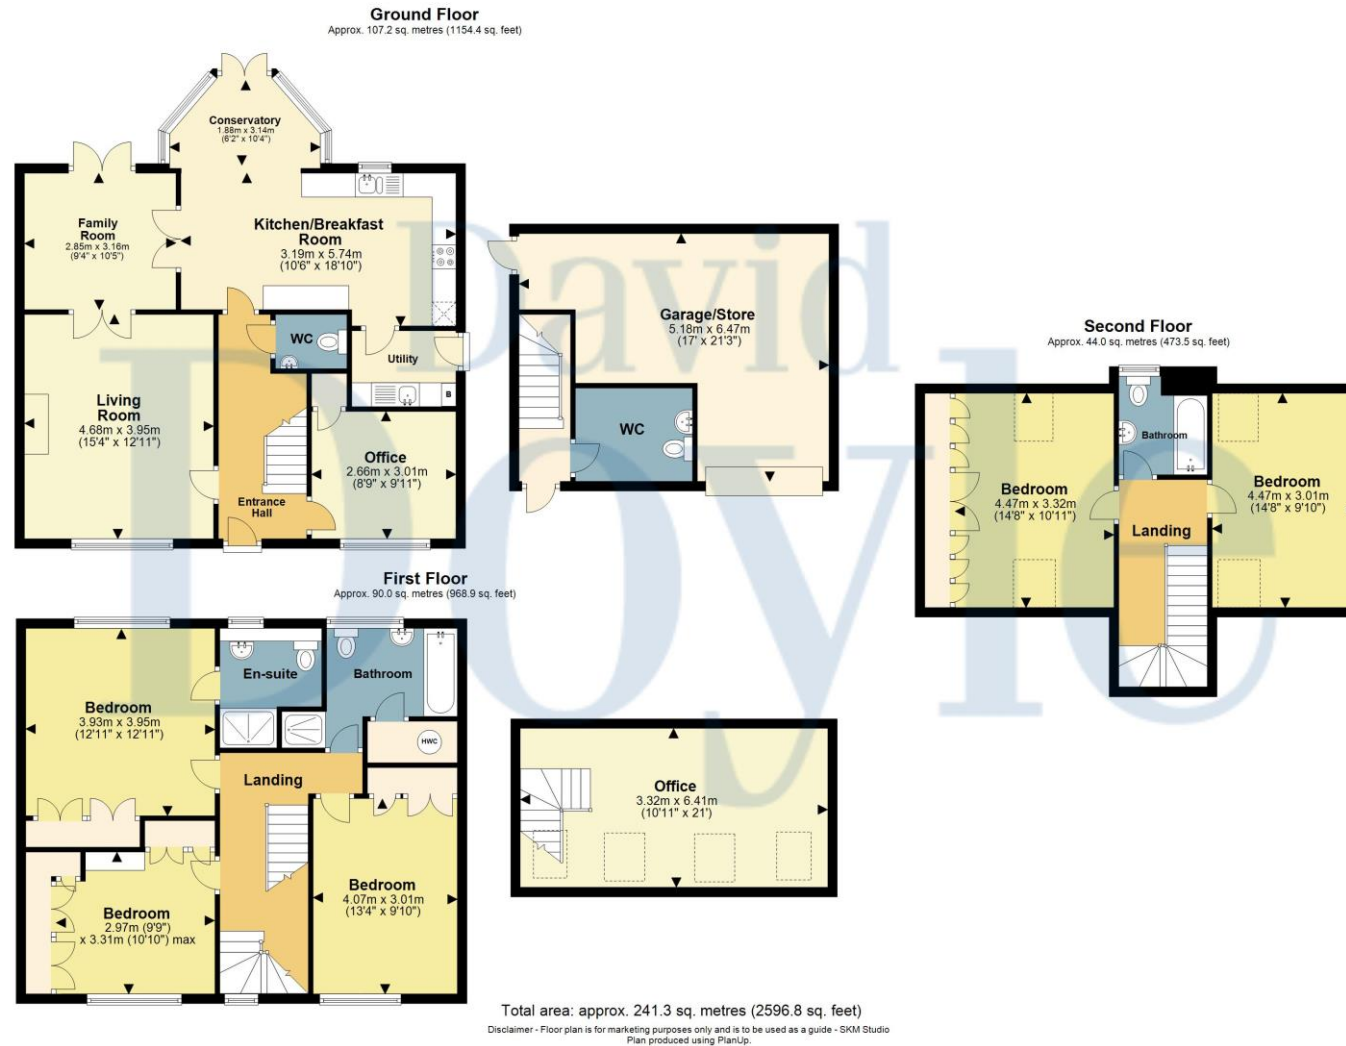 Ground Floor
Approx. 107.2 sq. metres (1154.4 sq. feet)
Conservatory
1.88m x 3.14m
(6'2" x 10'4")
Family
Room
2.85m x 3.16m
(9'4" x 10'5")
Kitchen/Breakfast
Room
3.19m x 5.74m
(10'6" x 18'10")
WC
Utility
B
Living
Room
4.68m x 3.95m
(15'4" x 12'11")
Office
2.66m x 3.01m
(8'9" x 9'11")
Entrance
Hall
Garage/Store
5.18m x 6.47m
(17' x 21'3")
WC
Second Floor
Approx. 44.0 sq. metres (473.5 sq. feet)
Bathroom
Bedroom
4.47m x 3.32m
(14'8" x 10'11")
Landing
Bedroom
4.47m x 3.01m
(14'8" x 9'10")
First Floor
Approx. 90.0 sq. metres (968.9 sq. feet)
En-suite
Bathroom
Bedroom
3.93m x 3.95m
(12'11" x 12'11")
HWC
Landing
Bedroom
4.07m x 3.01m
(13'4" x 9'10")
Bedroom
2.97m (9'9")
x 3.31m (10'10") max
Office
3.32m x 6.41m
(10'11" x 21')
Total area: approx. 241.3 sq. metres (2596.8 sq. feet)
Disclaimer - Floor plan is for marketing purposes only and is to be used as a guide - SKM Studio
Plan produced using PlanUp.
David
Doyle